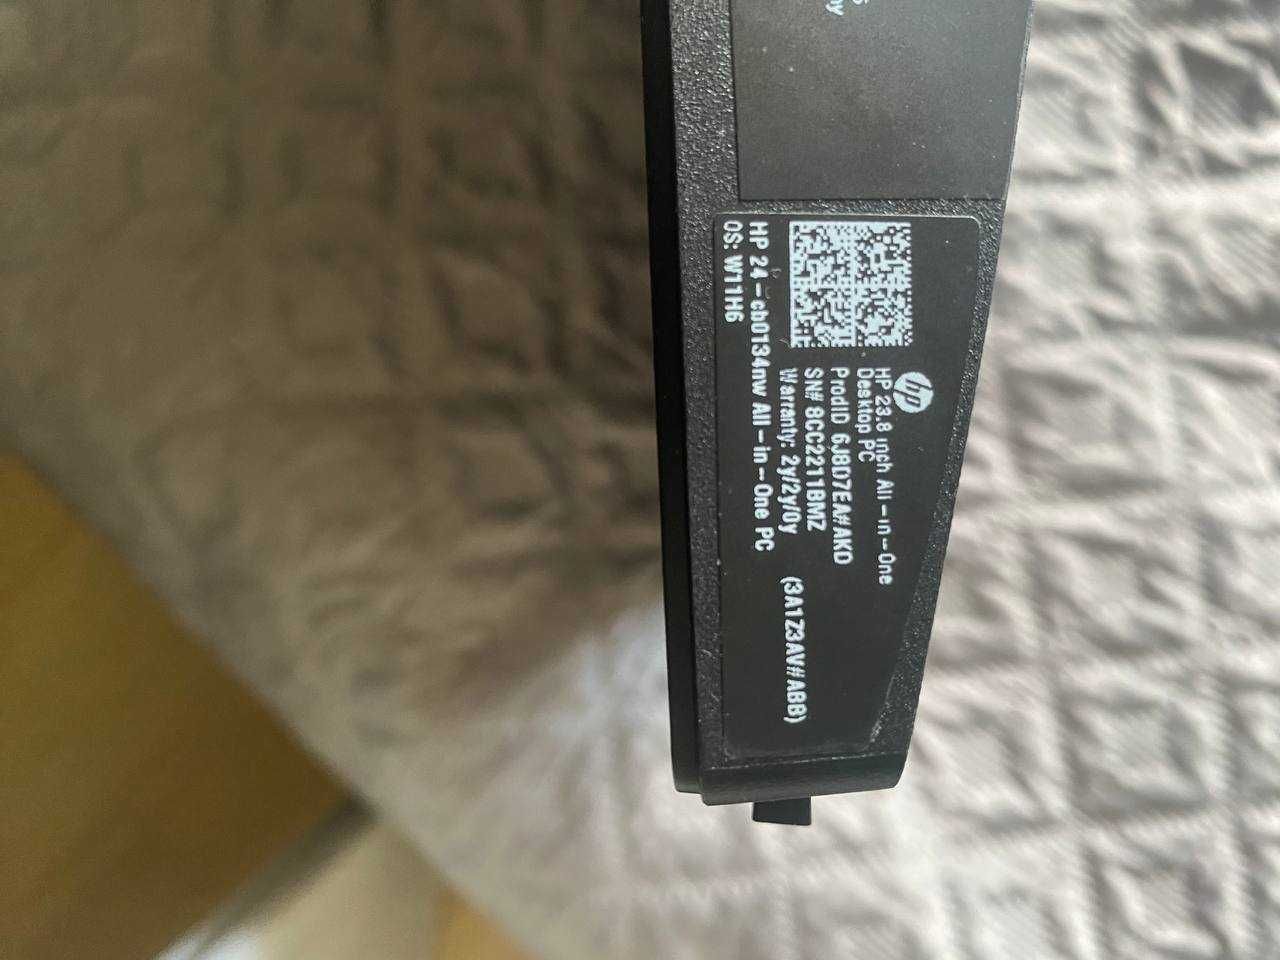 hp
HP 23.8 inch All-in-One
Desktop PC
ProdID 6J8D7EA#AKD
SN# 8CC2211BMZ
Warranty: 2y/2y/0y (3A1Z3AV#ABB)
HP 24-cb0134nw All-in-One PC
OS: W11H6